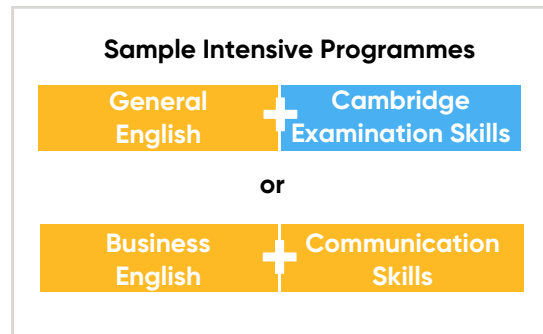 Sample Intensive Programmes
General English + Cambridge Examination Skills
or
Business English + Communication Skills